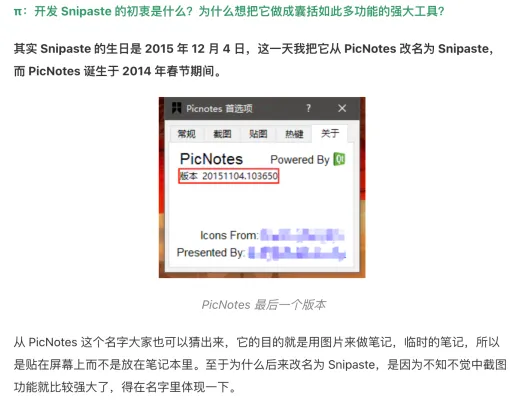 π：开发 Snipaste 的初衷是什么？为什么想把它做成囊括如此多功能的强大工具？
其实 Snipaste 的生日是 2015 年 12 月 4 日，这一天我把它从 PicNotes 改名为 Snipaste，
而 PicNotes 诞生于 2014 年春节期间。
Picnotes 首选项
常规 截图 贴图 热键 关于
PicNotes Powered By Qt
版本 20151104.103650
Icons From:
Presented By:
PicNotes 最后一个版本
从 PicNotes 这个名字大家也可以猜出来，它的目的就是用图片来做笔记，临时的笔记，所以
是贴在屏幕上而不是放在笔记本里。至于为什么后来改名为 Snipaste，是因为不知不觉中截图
功能就比较强大了，得在名字里体现一下。